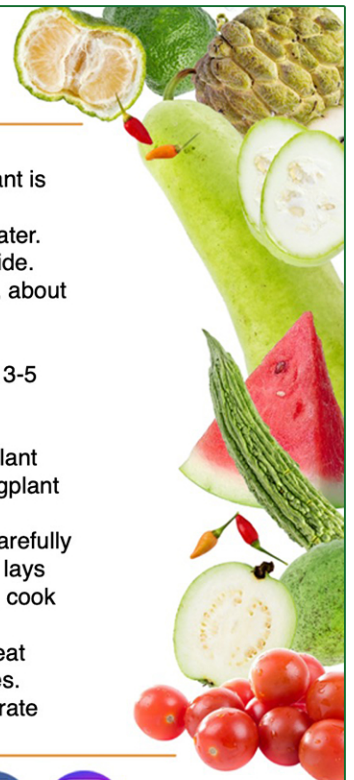 ant is
ater.
ide.
about
3-5
lant
gplant
arefully
lays
cook
eat
es.
rate